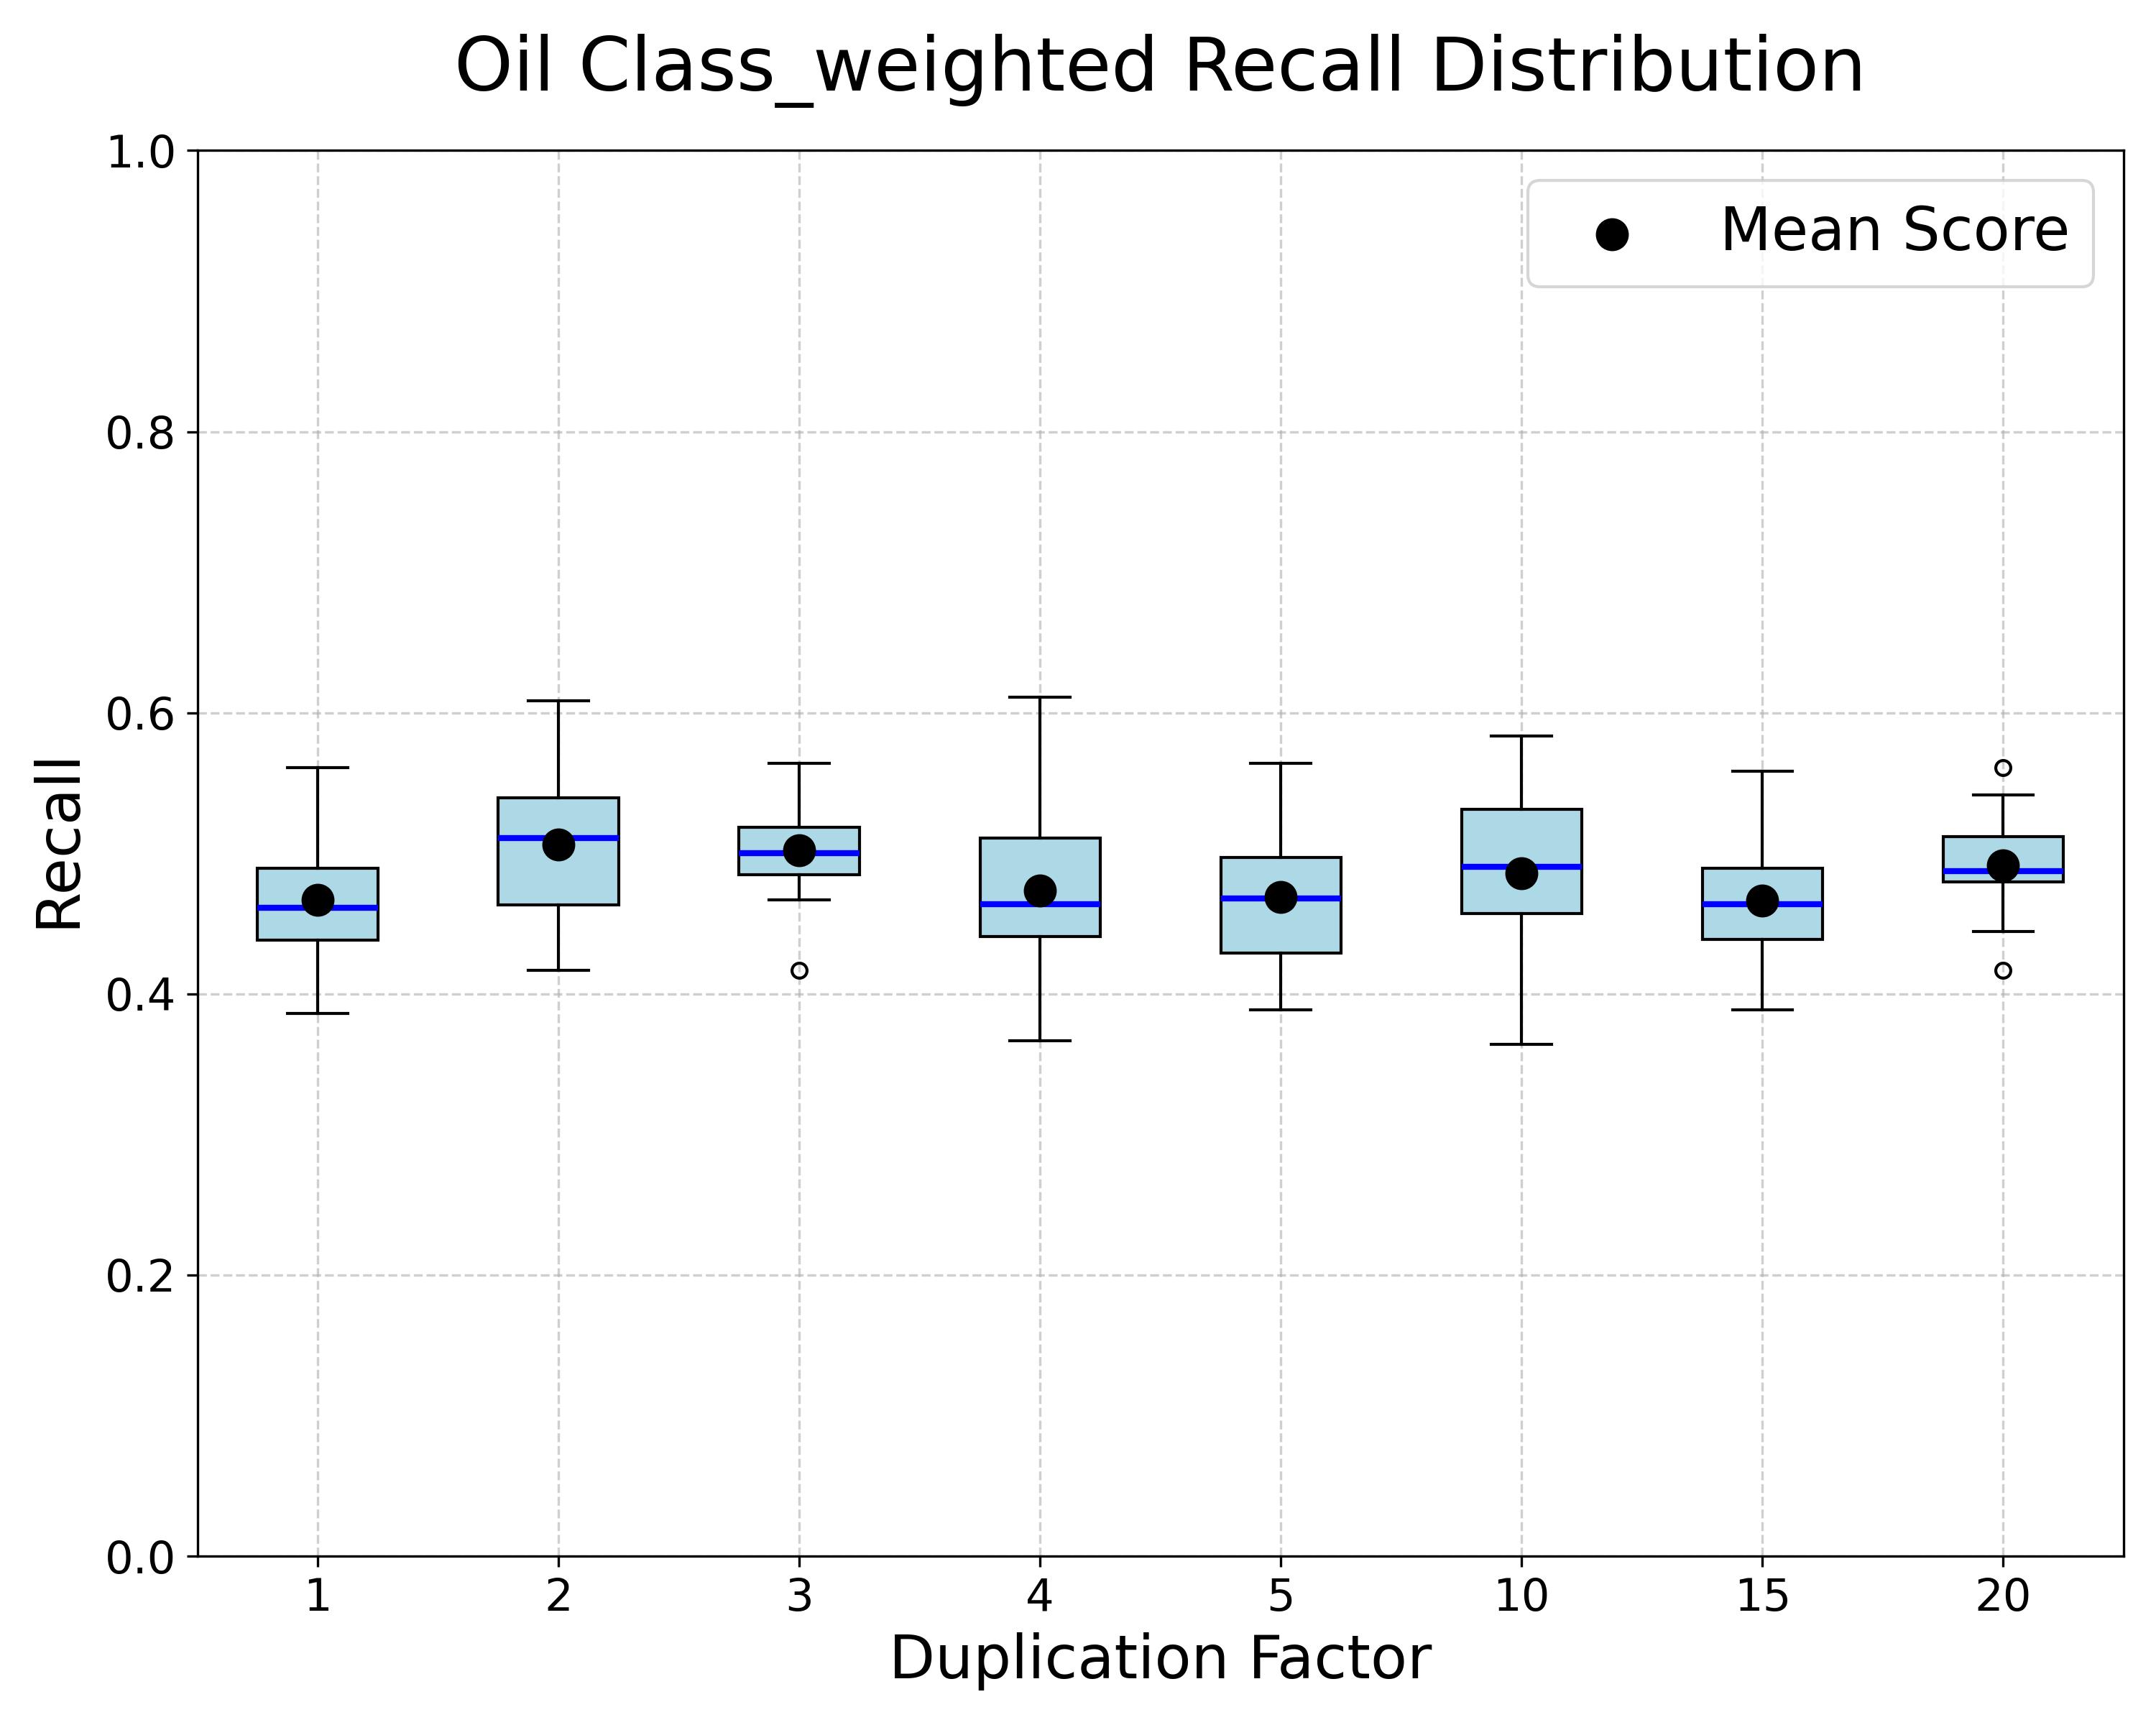 Oil Class_weighted Recall Distribution
1.0
Mean Score
0.8
0.6
Recall
0.4
0.2
0.0
1 2 3 4 5 10 15 20
Duplication Factor